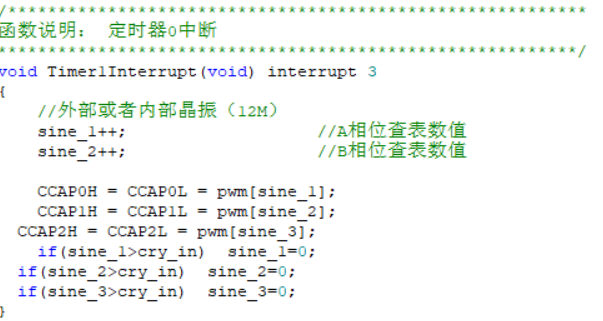 /***********************************************************
函数说明： 定时器0中断
***********************************************************/
void Timer1Interrupt(void) interrupt 3
{
//外部或者内部晶振（12M）
sine_1++; //A相位查表数值
sine_2++; //B相位查表数值
CCAP0H = CCAP0L = pwm[sine_1];
CCAP1H = CCAP1L = pwm[sine_2];
CCAP2H = CCAP2L = pwm[sine_3];
if(sine_1>cry_in) sine_1=0;
if(sine_2>cry_in) sine_2=0;
if(sine_3>cry_in) sine_3=0;
}